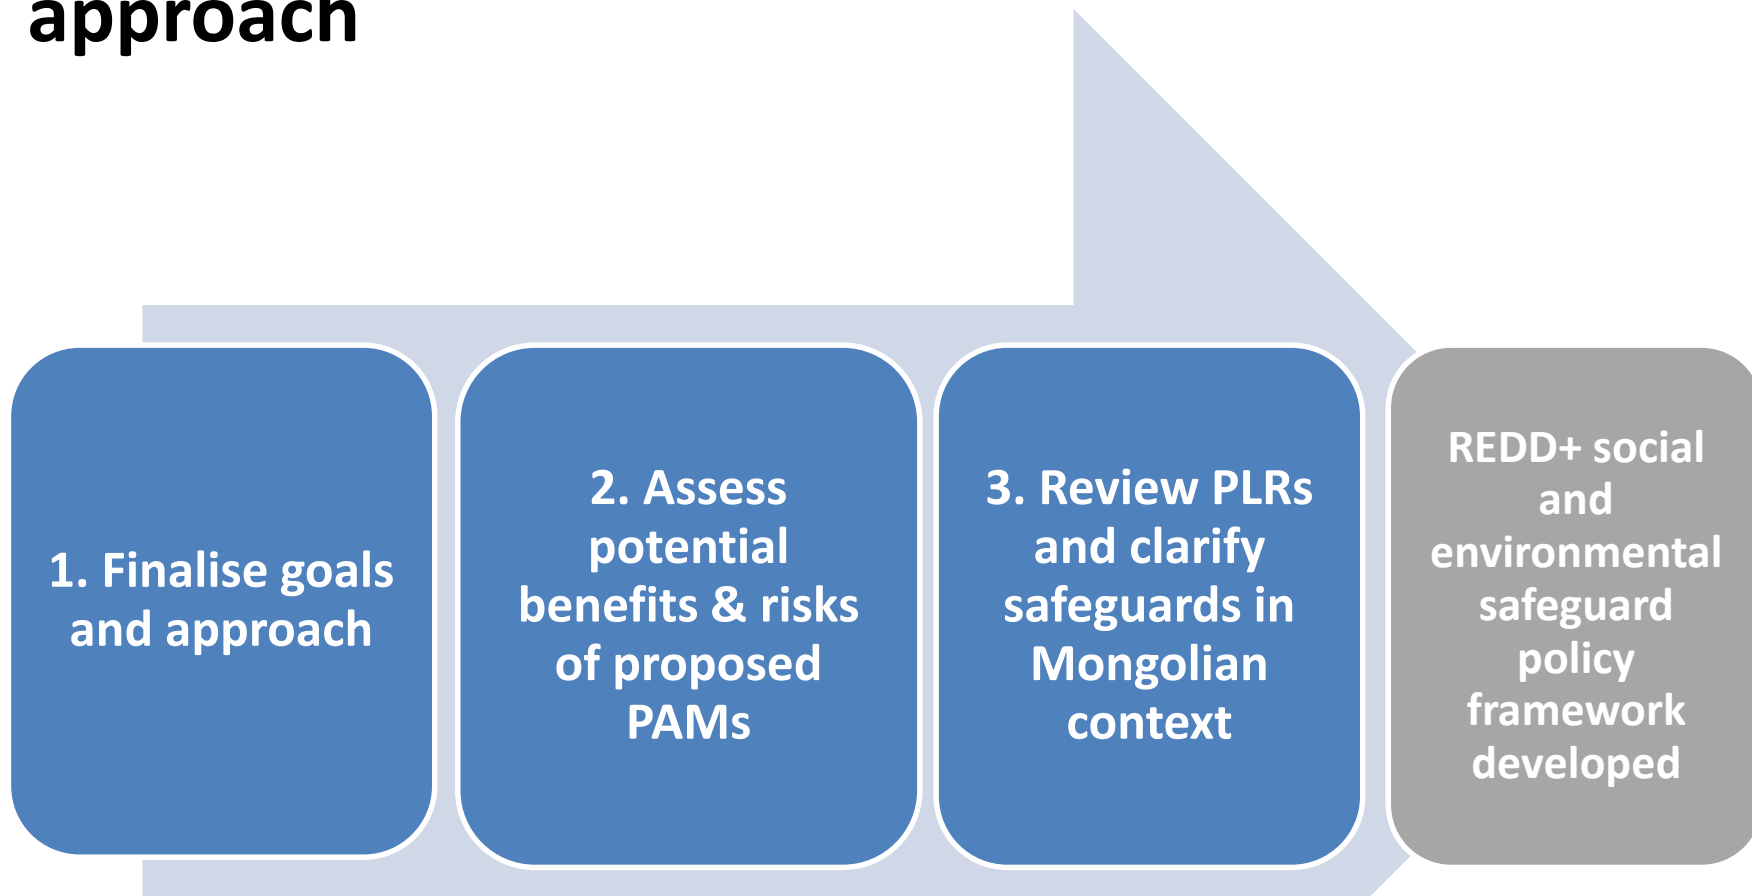 approach
1. Finalise goals
and approach
2. Assess
potential
benefits & risks
of proposed
PAMs
3. Review PLRs
and clarify
safeguards in
Mongolian
context
REDD+ social
and
environmental
safeguard
policy
framework
developed